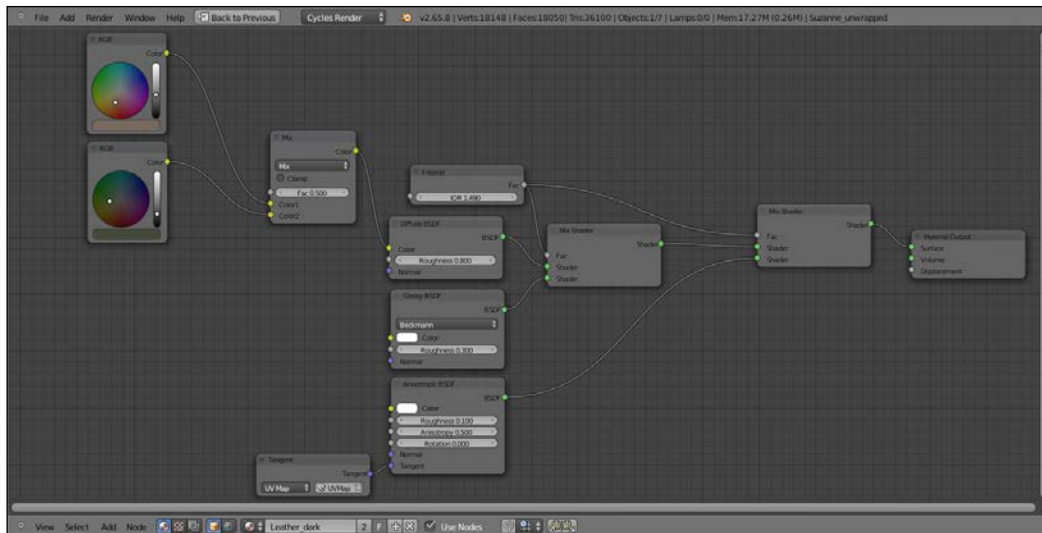 File Add Render Window Help Back to Previous Cycles Render v2.65.8 | Verts:18148 | Faces:18050| Tris:36100 | Objects:1/7 | Lamps:0/0 | Mem:17.27M (0.26M) | Suzanne_unwrapped
RGB
Color
RGB
Color
Mix
Color
Mix
Clamp
Fac 0.500
Color1
Color2
Fresnel
Fac
IOR 1.490
Diffuse BSDF
BSDF
Color
Roughness 0.800
Normal
Glossy BSDF
BSDF
Beckmann
Color
Roughness 0.300
Normal
Anisotropic BSDF
BSDF
Color
Roughness 0.100
Anisotropy 0.500
Rotation 0.000
Normal
Tangent
Tangent
Tangent
UV Map UVMap
Mix Shader
Shader
Fac
Shader
Shader
Mix Shader
Shader
Fac
Shader
Shader
Material Output
Surface
Volume
Displacement
View Select Add Node Leather_dark 2 F Use Nodes